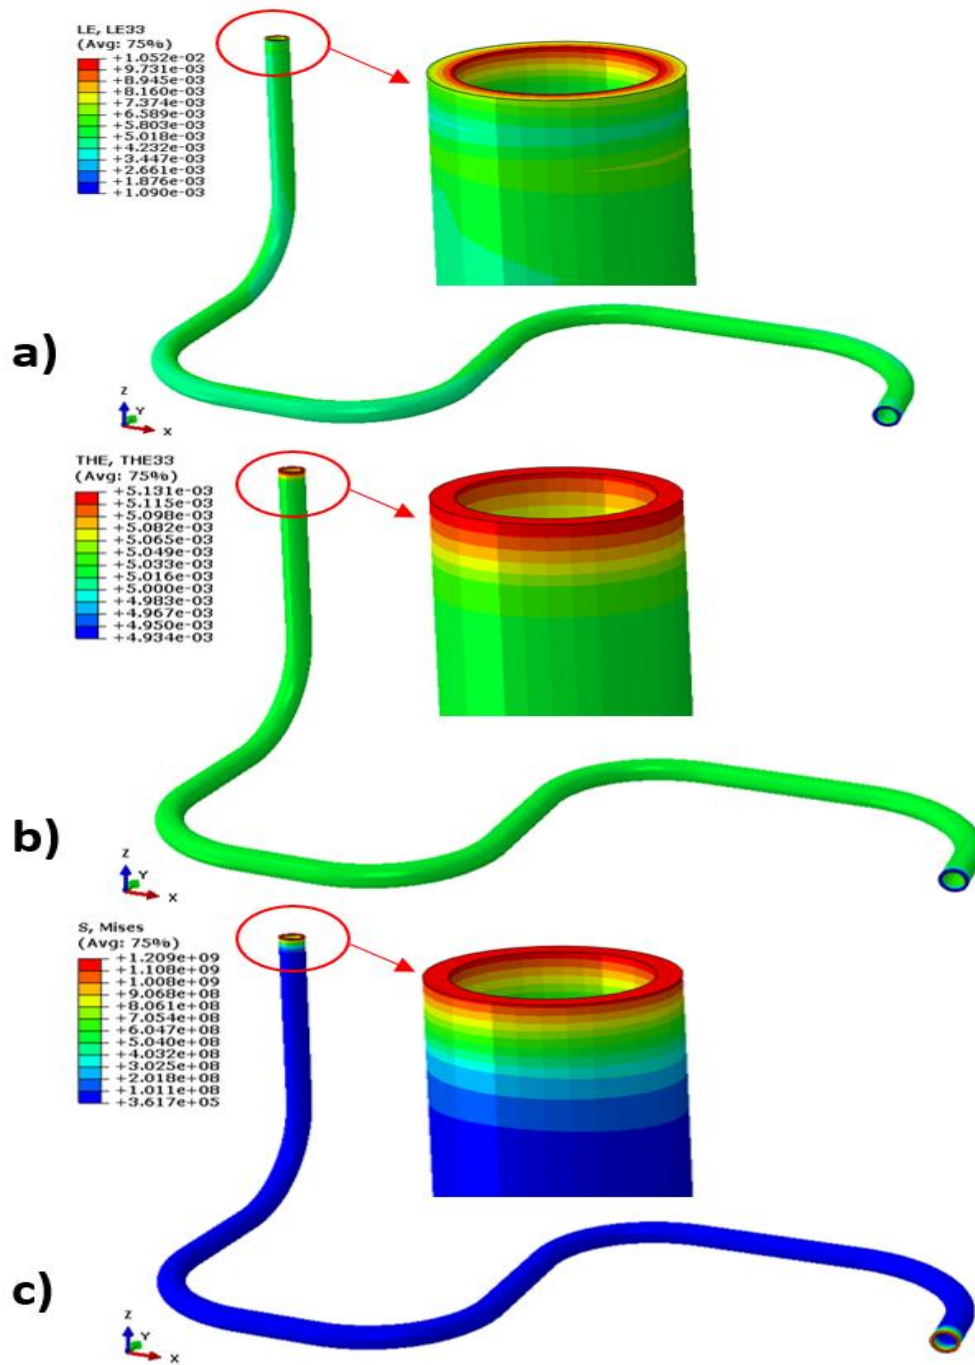 LE, LE33
(Avg: 75%)
+1.052e-02
+9.731e-03
+8.945e-03
+8.160e-03
+7.374e-03
+6.589e-03
+5.803e-03
+5.018e-03
+4.232e-03
+3.447e-03
+2.661e-03
+1.876e-03
+1.090e-03
a)
Z
Y
X
THE, THE33
(Avg: 75%)
+5.131e-03
+5.115e-03
+5.098e-03
+5.082e-03
+5.065e-03
+5.049e-03
+5.033e-03
+5.016e-03
+5.000e-03
+4.983e-03
+4.967e-03
+4.950e-03
+4.934e-03
b)
Z
Y
X
S, Mises
(Avg: 75%)
+1.209e+09
+1.108e+09
+1.008e+09
+9.068e+08
+8.061e+08
+7.054e+08
+6.047e+08
+5.040e+08
+4.032e+08
+3.025e+08
+2.018e+08
+1.011e+08
+3.617e+05
c)
Z
Y
X